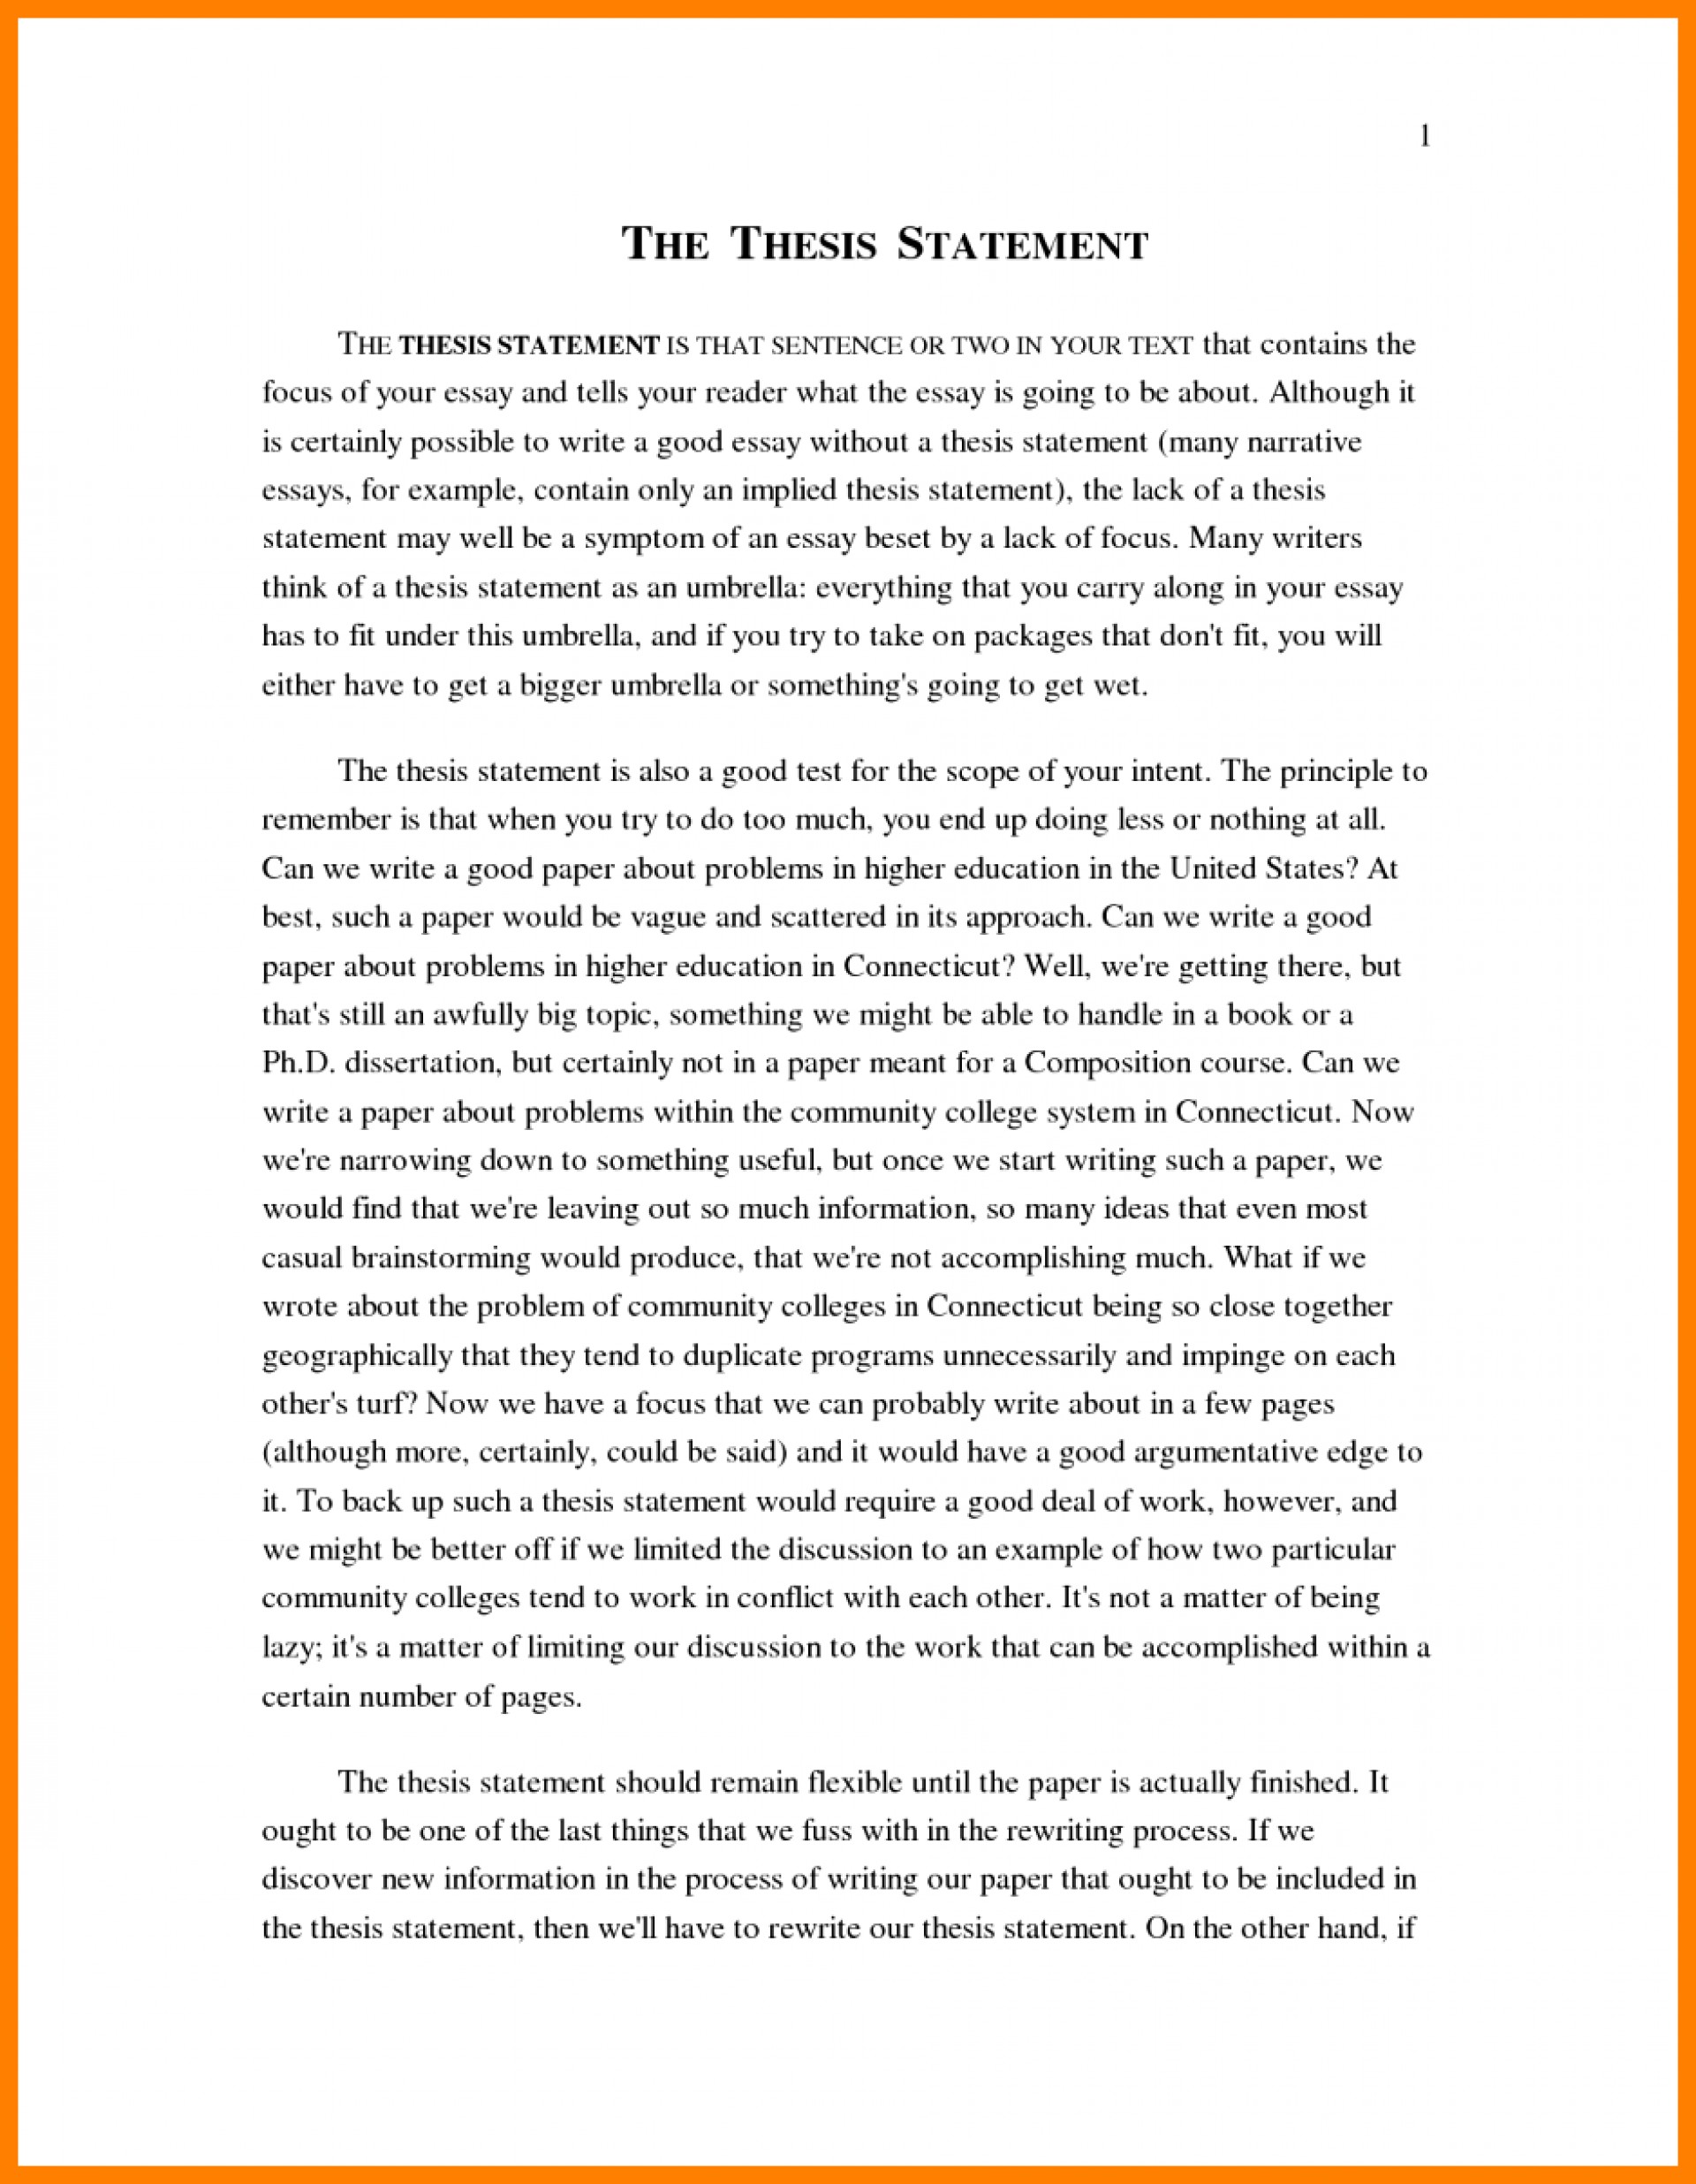 1
THE THESIS STATEMENT
THE THESIS STATEMENT IS THAT SENTENCE OR TWO IN YOUR TEXT that contains the
focus of your essay and tells your reader what the essay is going to be about. Although it
is certainly possible to write a good essay without a thesis statement (many narrative
essays, for example, contain only an implied thesis statement), the lack of a thesis
statement may well be a symptom of an essay beset by a lack of focus. Many writers
think of a thesis statement as an umbrella: everything that you carry along in your essay
has to fit under this umbrella, and if you try to take on packages that don't fit, you will
either have to get a bigger umbrella or something's going to get wet.
The thesis statement is also a good test for the scope of your intent. The principle to
remember is that when you try to do too much, you end up doing less or nothing at all.
Can we write a good paper about problems in higher education in the United States? At
best, such a paper would be vague and scattered in its approach. Can we write a good
paper about problems in higher education in Connecticut? Well, we're getting there, but
that's still an awfully big topic, something we might be able to handle in a book or a
Ph.D. dissertation, but certainly not in a paper meant for a Composition course. Can we
write a paper about problems within the community college system in Connecticut. Now
we're narrowing down to something useful, but once we start writing such a paper, we
would find that we're leaving out so much information, so many ideas that even most
casual brainstorming would produce, that we're not accomplishing much. What if we
wrote about the problem of community colleges in Connecticut being so close together
geographically that they tend to duplicate programs unnecessarily and impinge on each
other's turf? Now we have a focus that we can probably write about in a few pages
(although more, certainly, could be said) and it would have a good argumentative edge to
it. To back up such a thesis statement would require a good deal of work, however, and
we might be better off if we limited the discussion to an example of how two particular
community colleges tend to work in conflict with each other. It's not a matter of being
lazy; it's a matter of limiting our discussion to the work that can be accomplished within a
certain number of pages.
The thesis statement should remain flexible until the paper is actually finished. It
ought to be one of the last things that we fuss with in the rewriting process. If we
discover new information in the process of writing our paper that ought to be included in
the thesis statement, then we'll have to rewrite our thesis statement. On the other hand, if